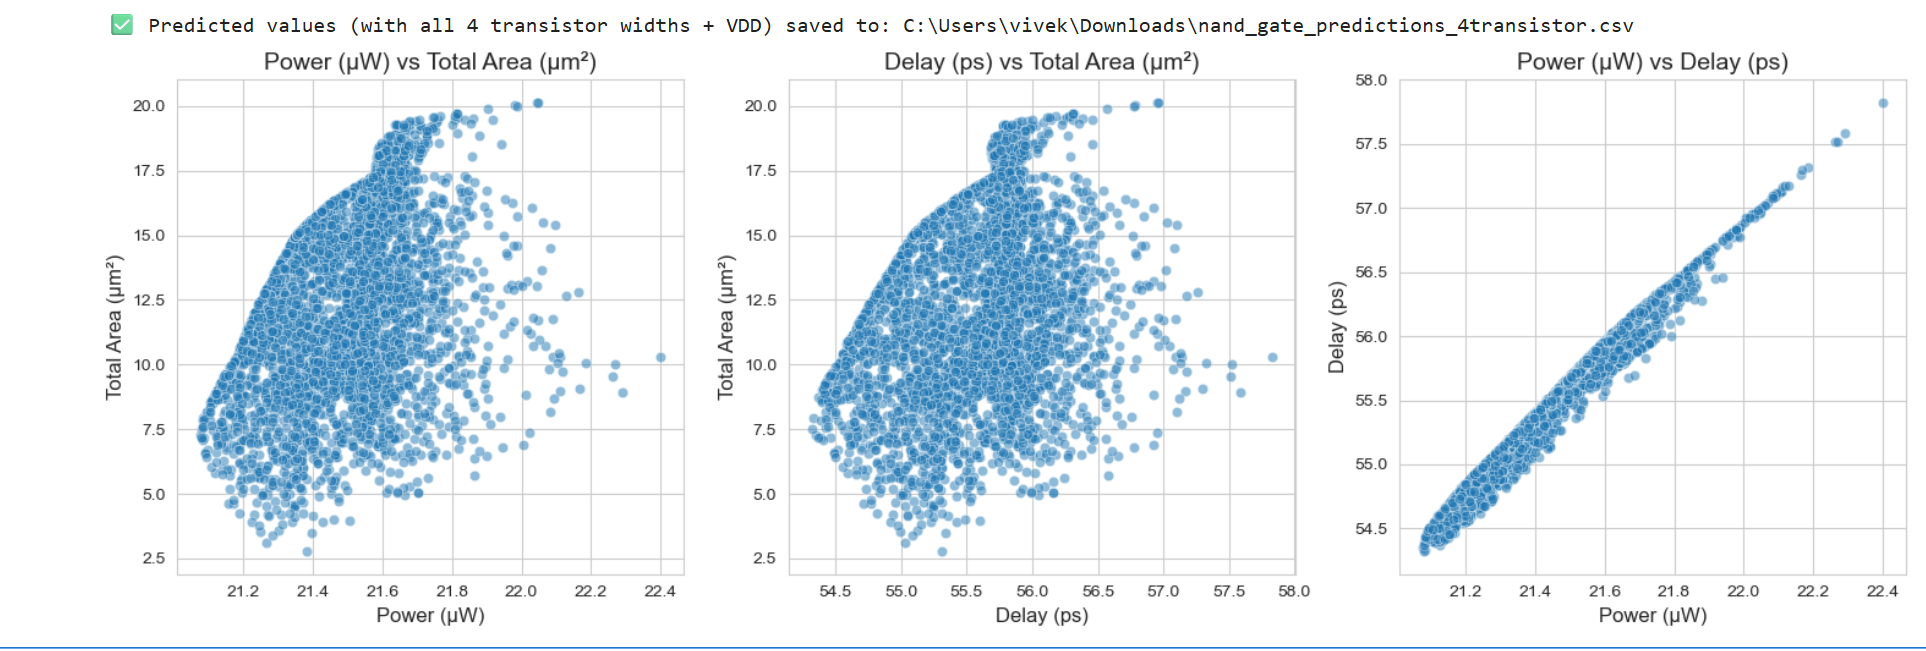 ✅ Predicted values (with all 4 transistor widths + VDD) saved to: C:\Users\vivek\Downloads\nand_gate_predictions_4transistor.csv
Power (µW) vs Total Area (µm²)
Total Area (µm²)
20.0
17.5
15.0
12.5
10.0
7.5
5.0
2.5
21.2 21.4 21.6 21.8 22.0 22.2 22.4
Power (µW)
Delay (ps) vs Total Area (µm²)
Total Area (µm²)
20.0
17.5
15.0
12.5
10.0
7.5
5.0
2.5
54.5 55.0 55.5 56.0 56.5 57.0 57.5 58.0
Delay (ps)
Power (µW) vs Delay (ps)
Delay (ps)
58.0
57.5
57.0
56.5
56.0
55.5
55.0
54.5
21.2 21.4 21.6 21.8 22.0 22.2 22.4
Power (µW)